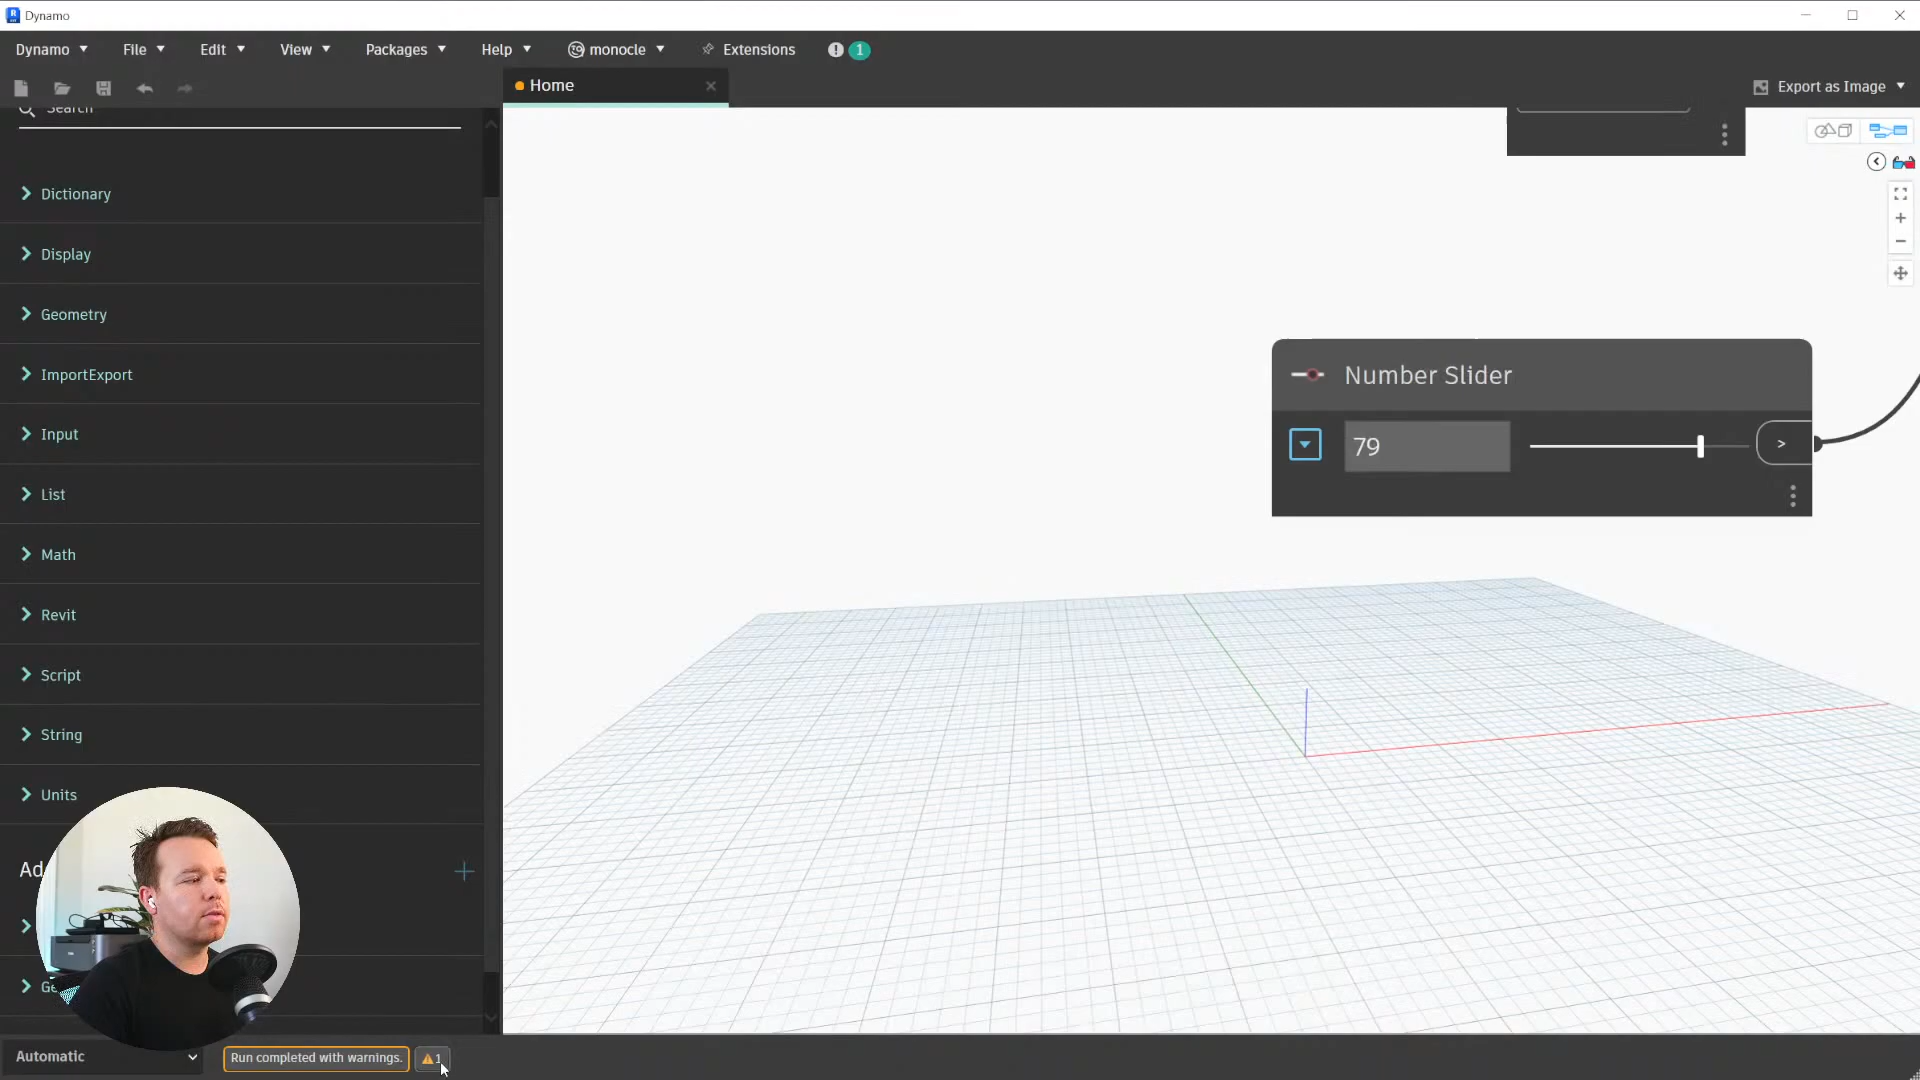 Dynamo
Dynamo File Edit View Packages Help monocle Extensions 1
Home
Export as Image
Search
Dictionary
Display
Geometry
ImportExport
Input
List
Math
Revit
Script
String
Units
Number Slider
79
>
Automatic
Run completed with warnings.
1